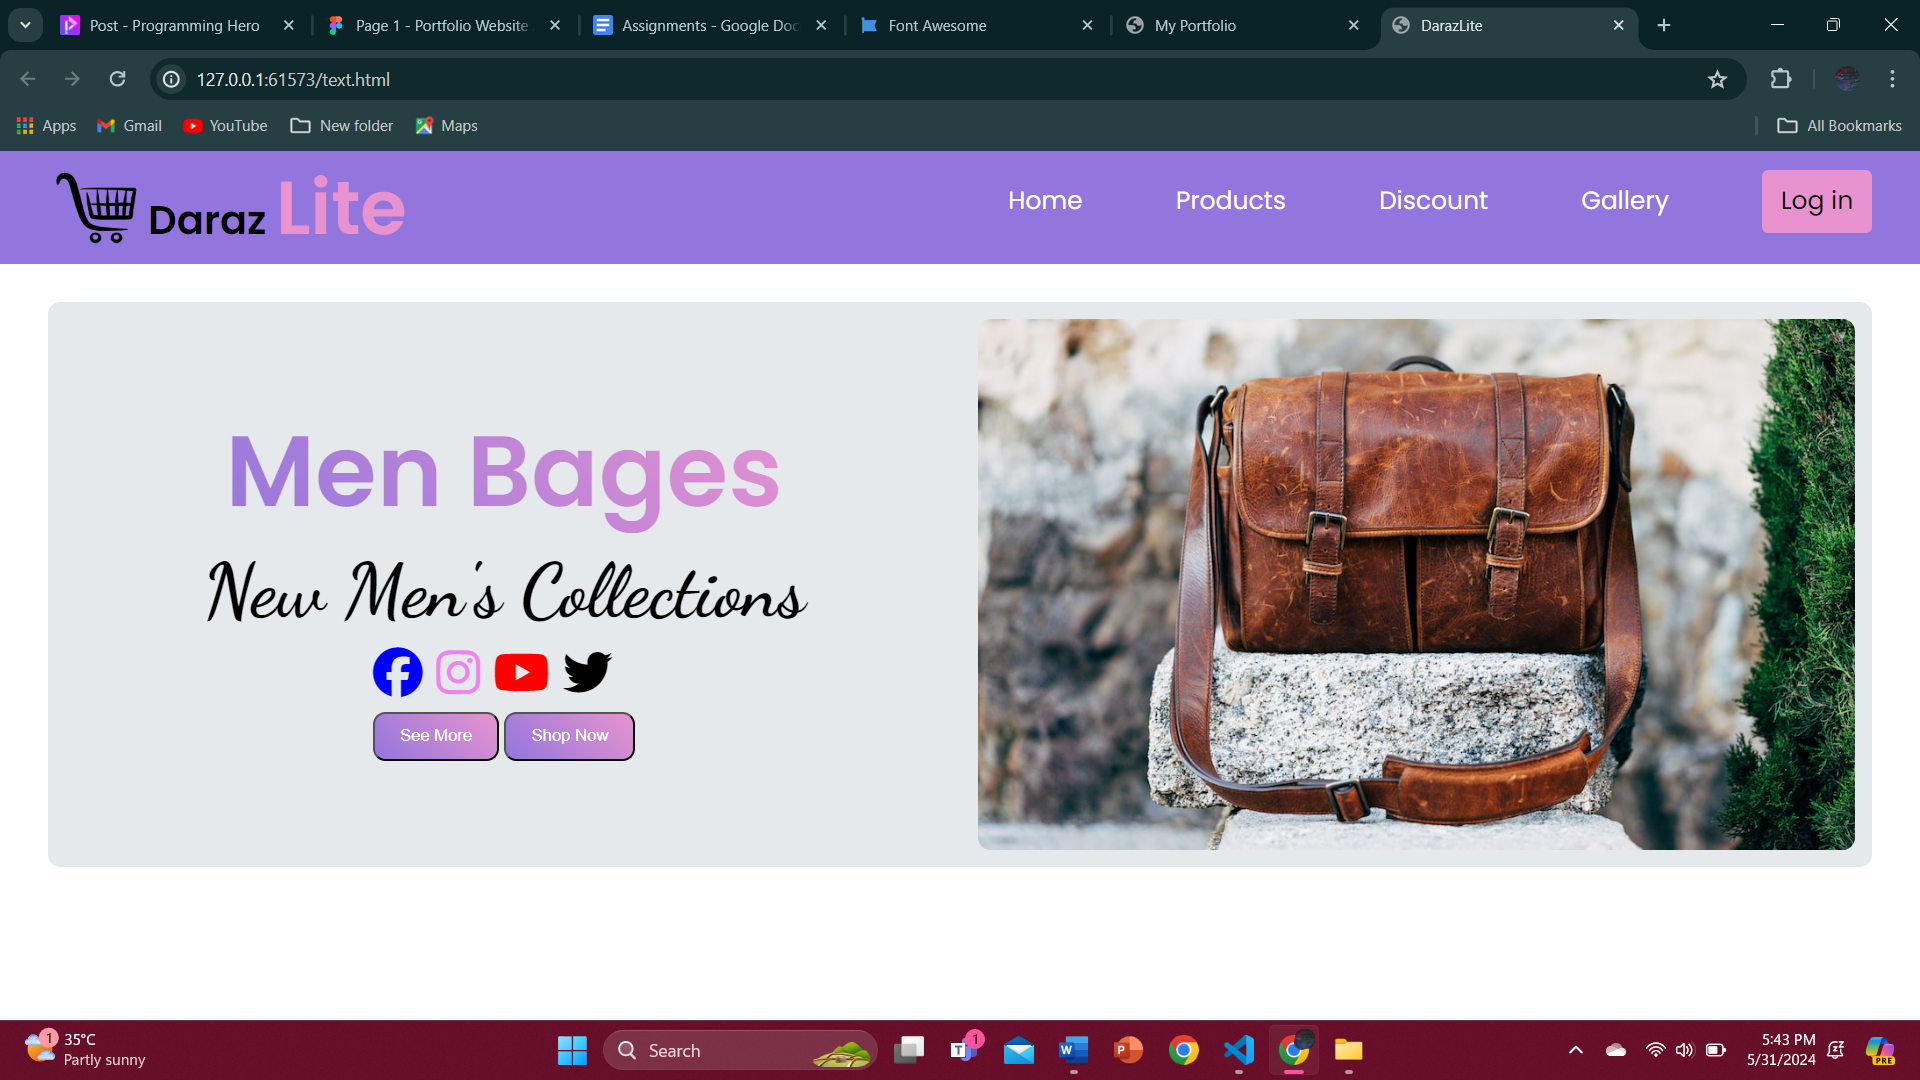 Post - Programming Hero
Page 1 - Portfolio Website
Assignments - Google Doc
Font Awesome
My Portfolio
DarazLite
127.0.0.1:61573/text.html
Apps
Gmail
YouTube
New folder
Maps
All Bookmarks
Daraz Lite
Home
Products
Discount
Gallery
Log in
Men Bages
New Men's Collections
See More
Shop Now
1
35°C
Partly sunny
Search
T
1
W
P
PRE
5:43 PM
5/31/2024